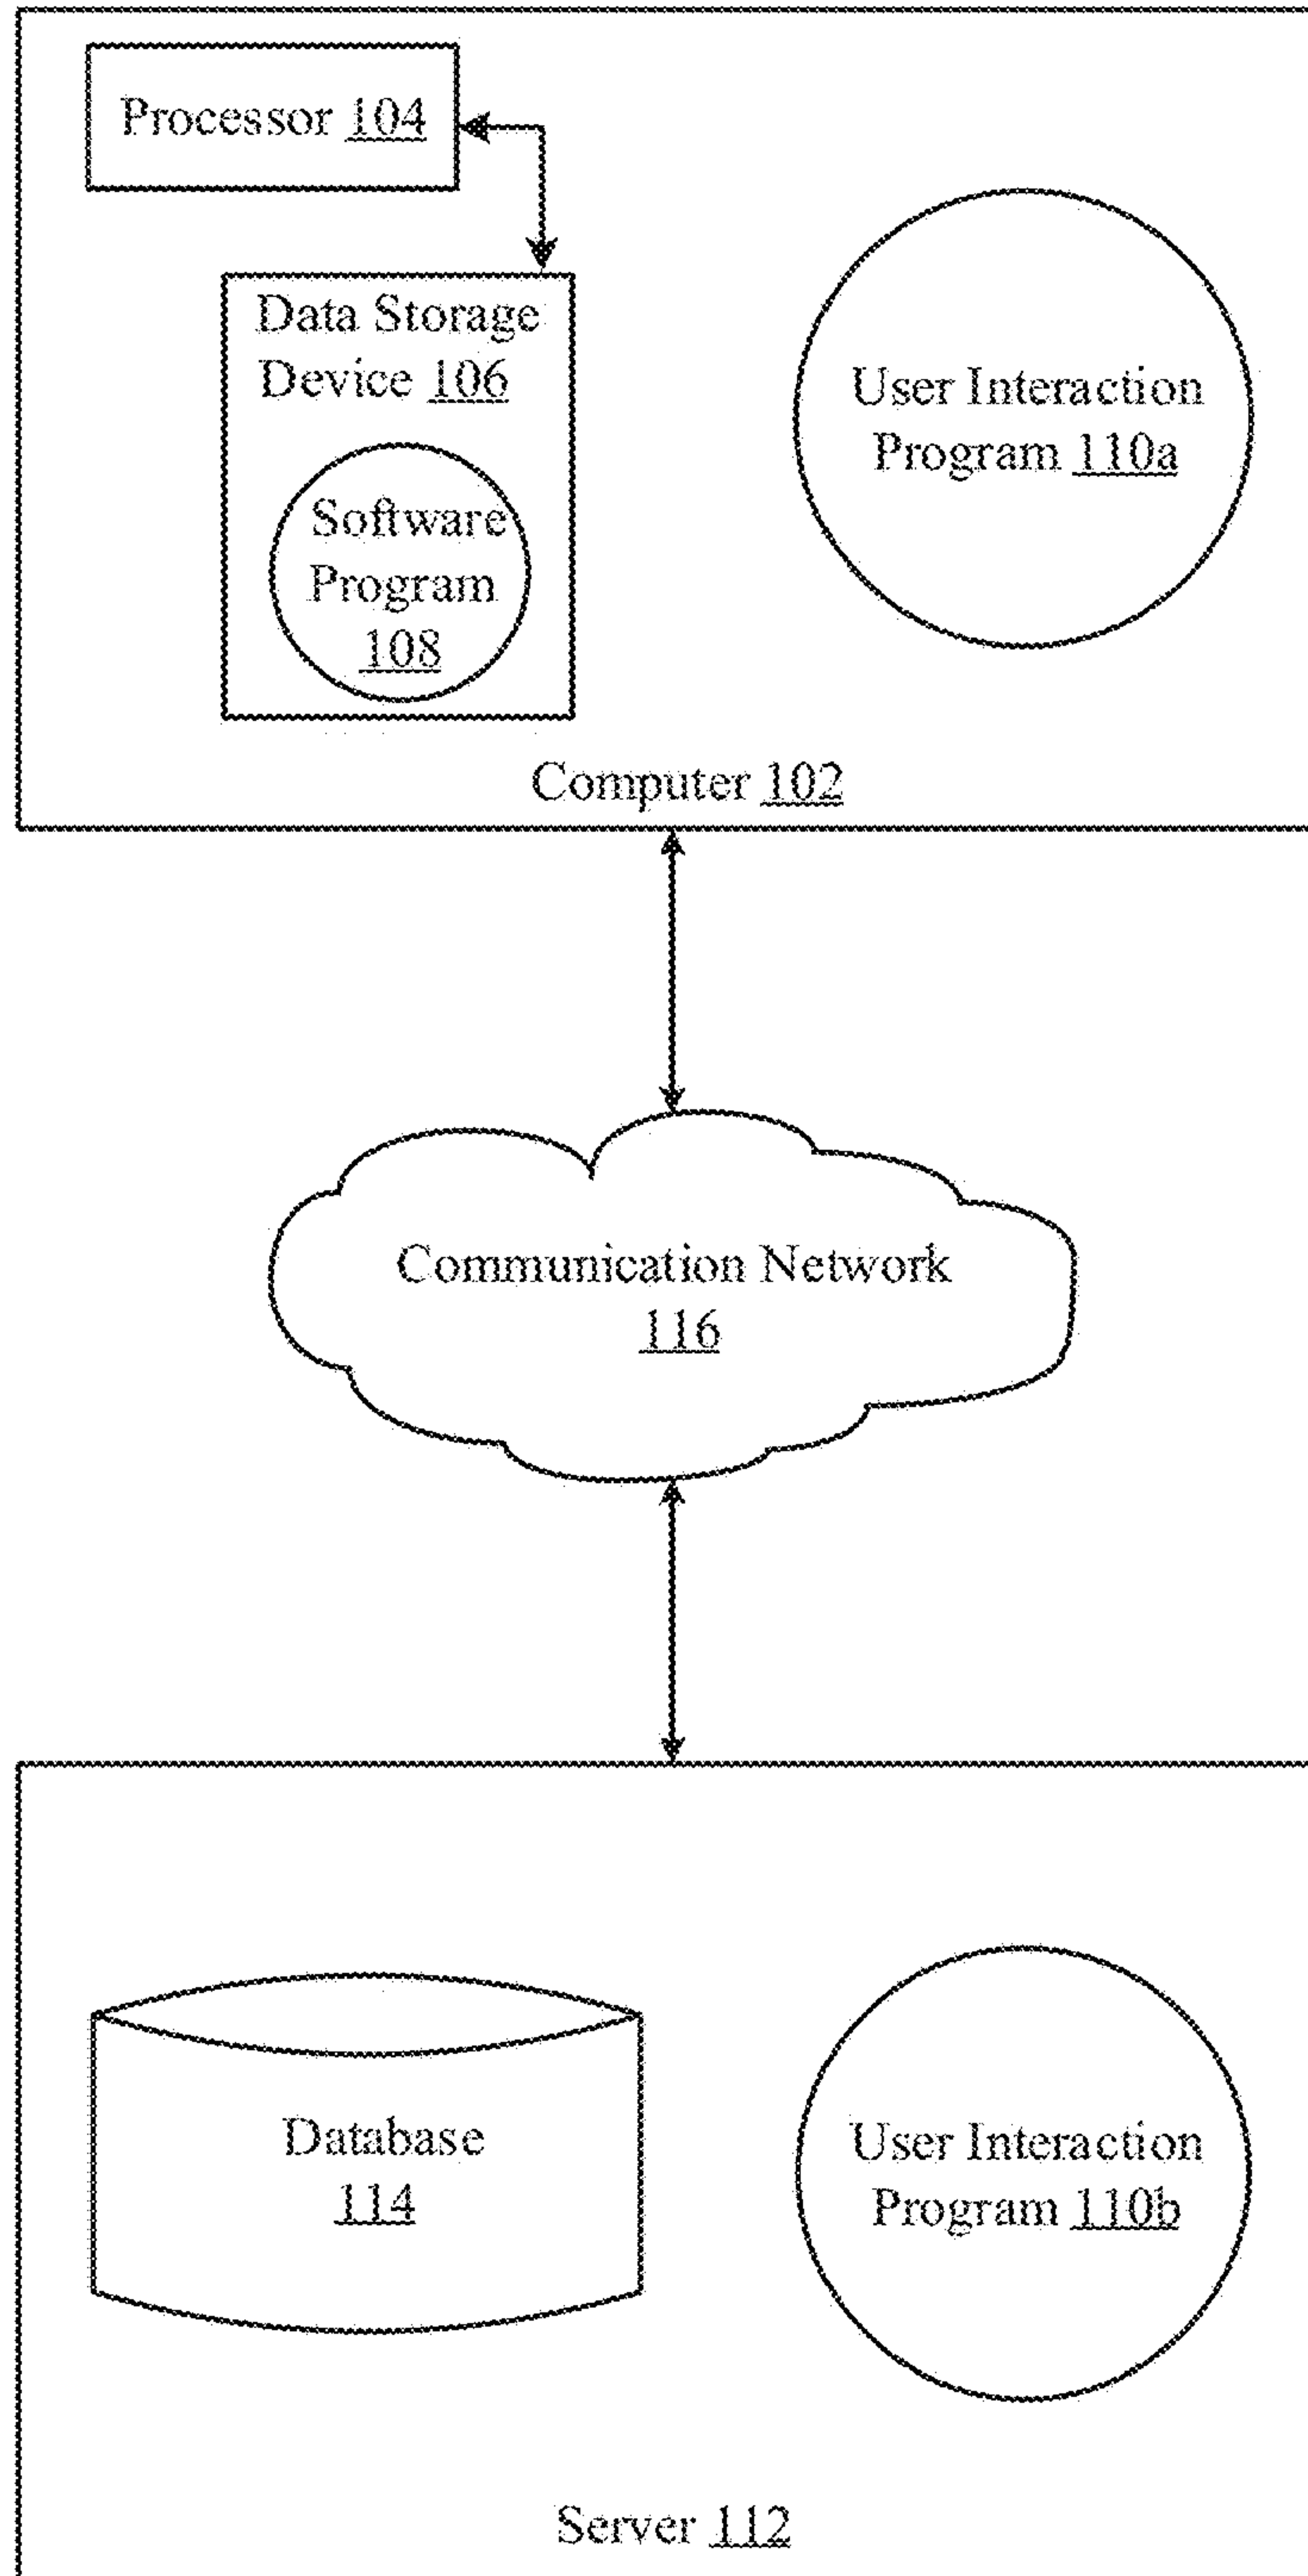 Processor 104
Data Storage
Device 106
Software
Program
108
User Interaction
Program 110a
Computer 102
Communication Network
116
Database
114
User Interaction
Program 110b
Server 112